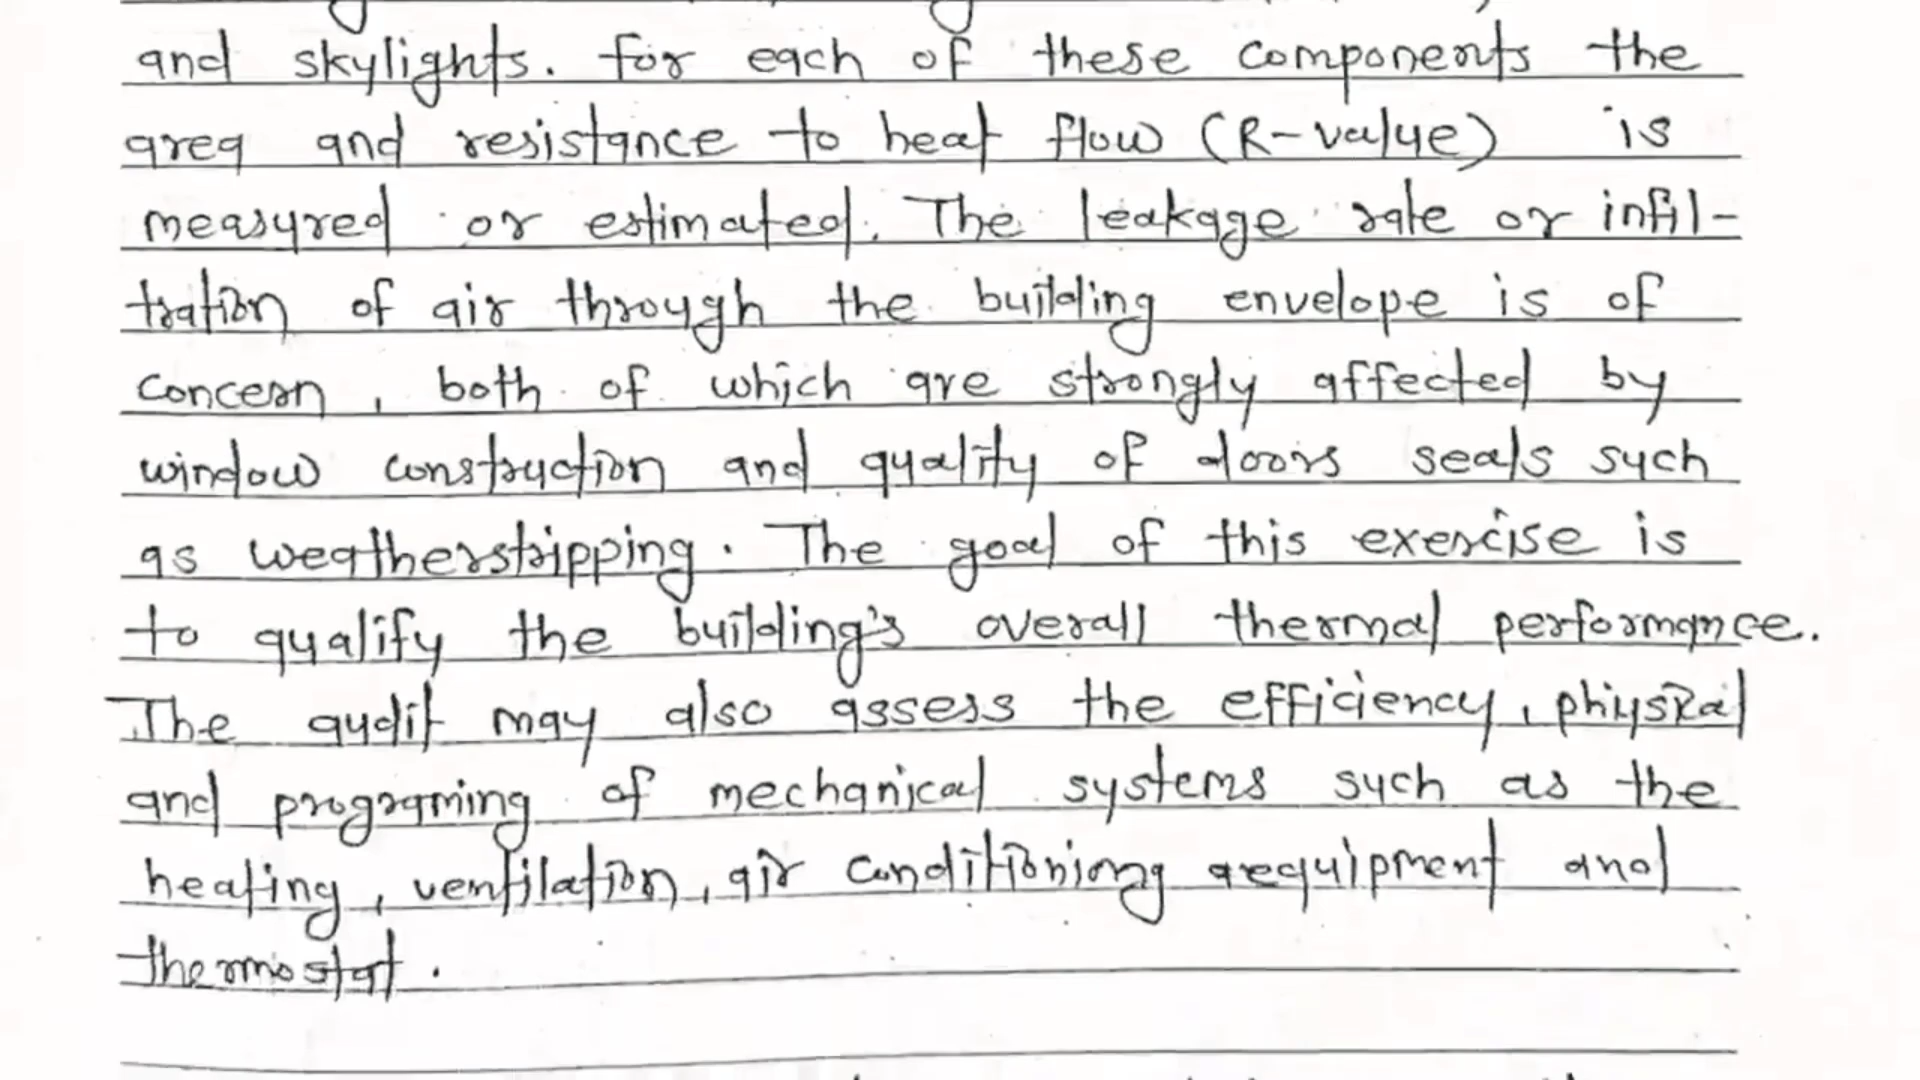 and skylights. for each of these components the
area and resistance to heat flow (R-value) is
measured or estimated. The leakage rate or infil-
tration of air through the building envelope is of
concern, both of which are strongly affected by
window construction and quality of doors seals such
as weatherstripping. The goal of this exercise is
to qualify the building's overall thermal performance.
The audit may also assess the efficiency, phiysical
and programing of mechanical systems such as the
heating, ventilation, air conditioniong aequipment and
thermostat.